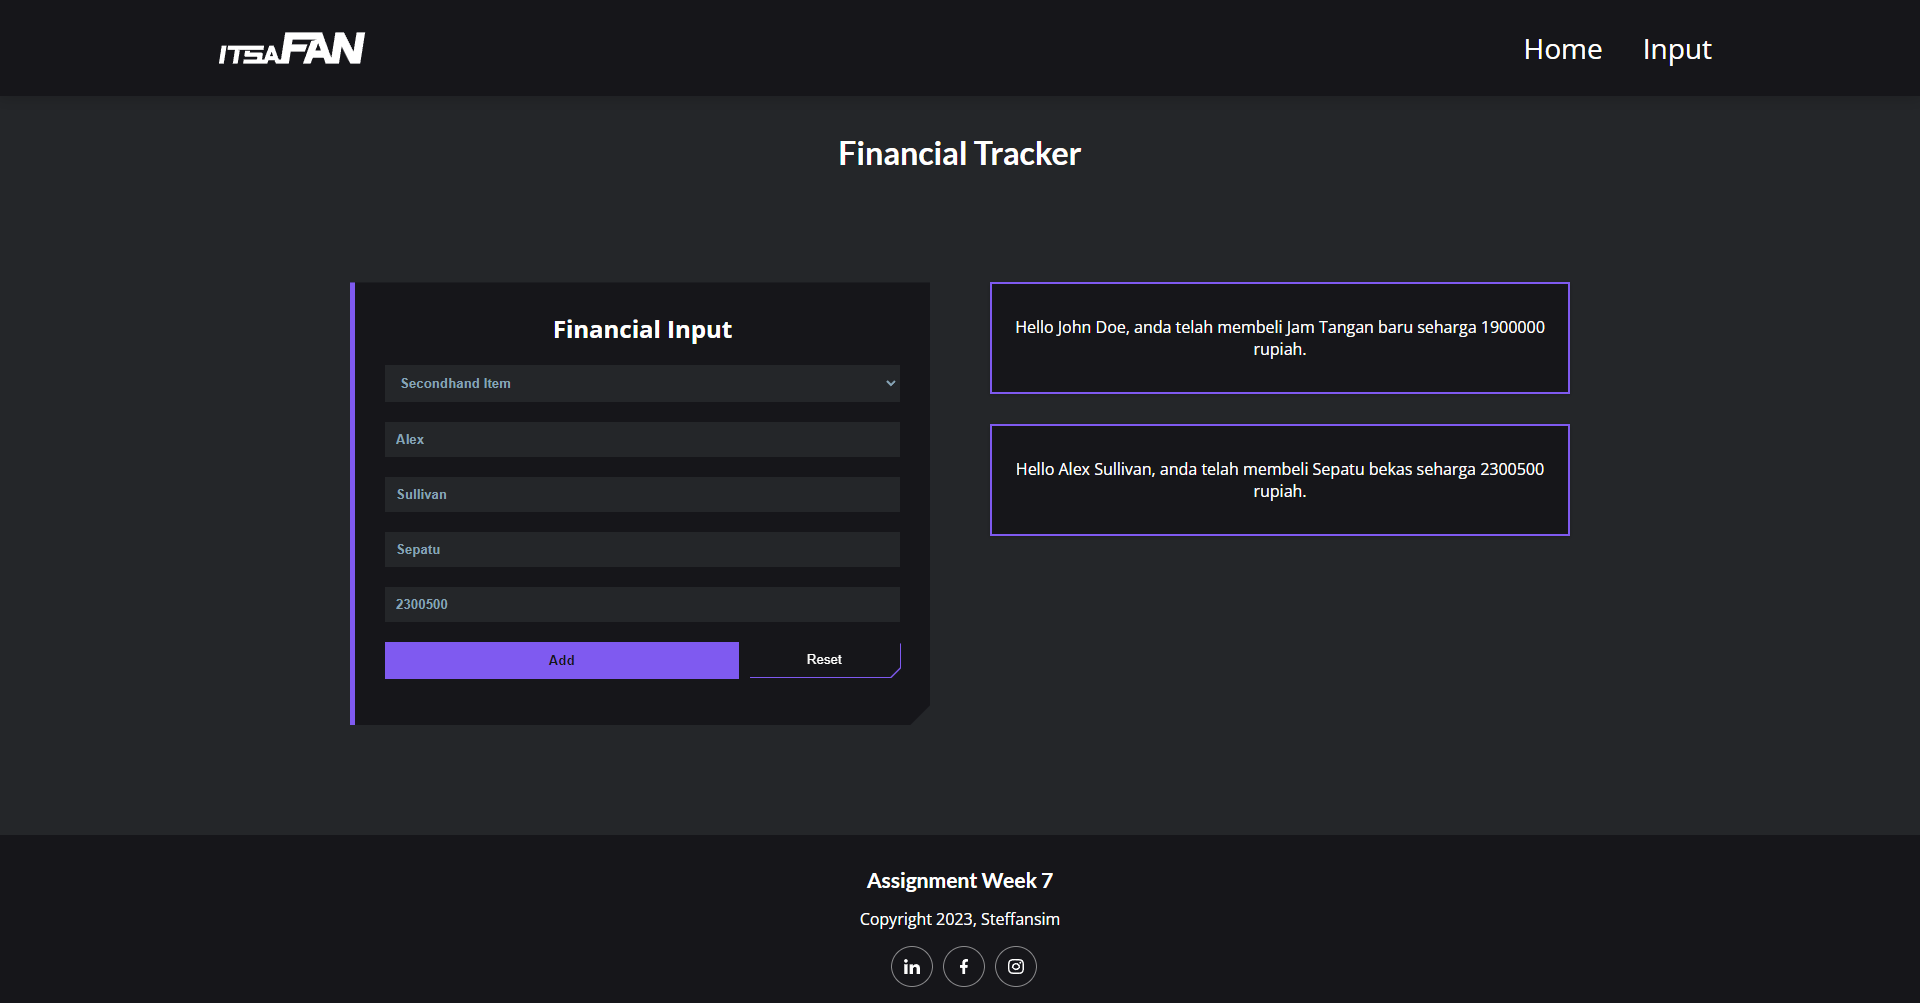 ITSAFAN
Home
Input
Financial Tracker
Financial Input
Secondhand Item
Alex
Sullivan
Sepatu
2300500
Add
Reset
Hello John Doe, anda telah membeli Jam Tangan baru seharga 1900000
rupiah.
Hello Alex Sullivan, anda telah membeli Sepatu bekas seharga 2300500
rupiah.
Assignment Week 7
Copyright 2023, Steffansim